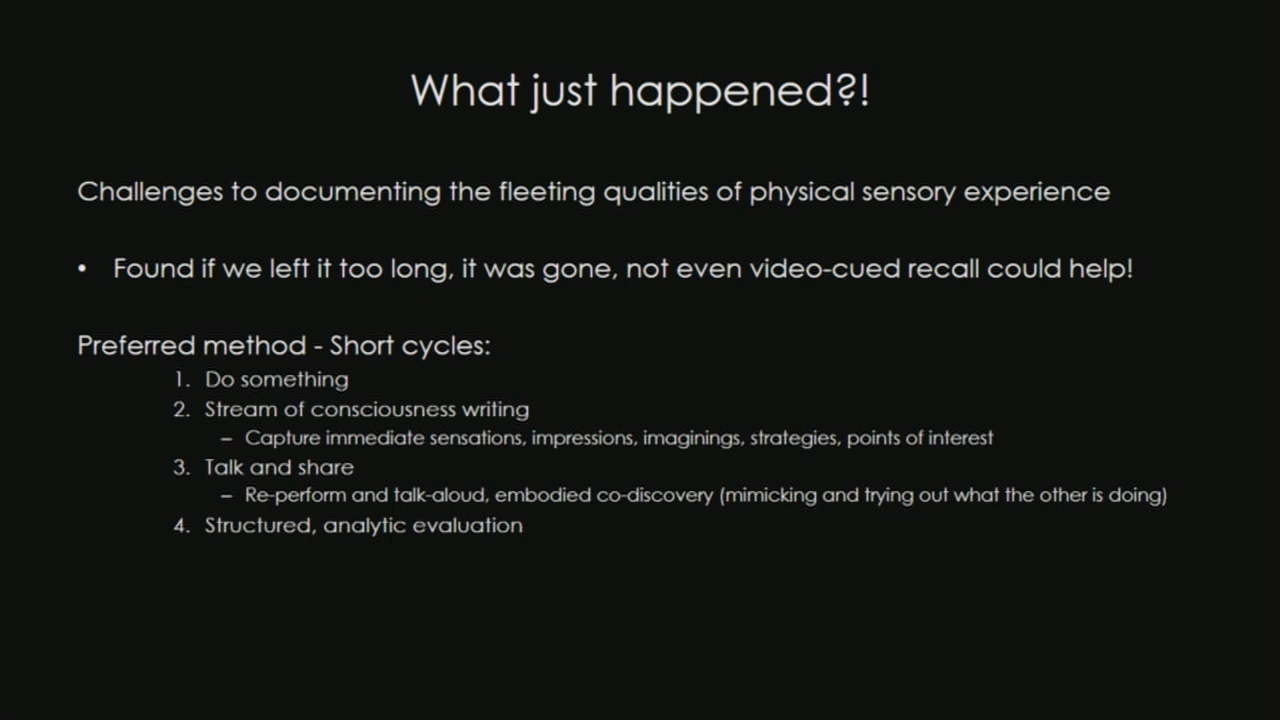 What just happened?!
Challenges to documenting the fleeting qualities of physical sensory experience
• Found if we left it too long, it was gone, not even video-cued recall could help!
Preferred method - Short cycles:
1. Do something
2. Stream of consciousness writing
– Capture immediate sensations, impressions, imaginings, strategies, points of interest
3. Talk and share
– Re-perform and talk-aloud, embodied co-discovery (mimicking and trying out what the other is doing)
4. Structured, analytic evaluation